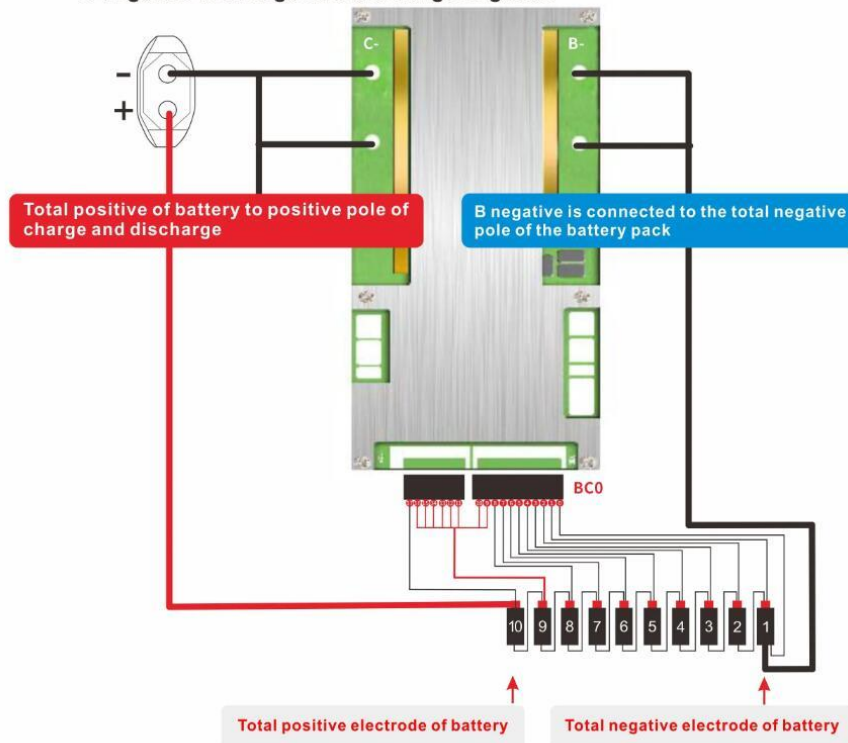 C-
B-
-
+
Total positive of battery to positive pole of
charge and discharge
B negative is connected to the total negative
pole of the battery pack
BC0
10 9 8 7 6 5 4 3 2 1
Total positive electrode of battery
Total negative electrode of battery